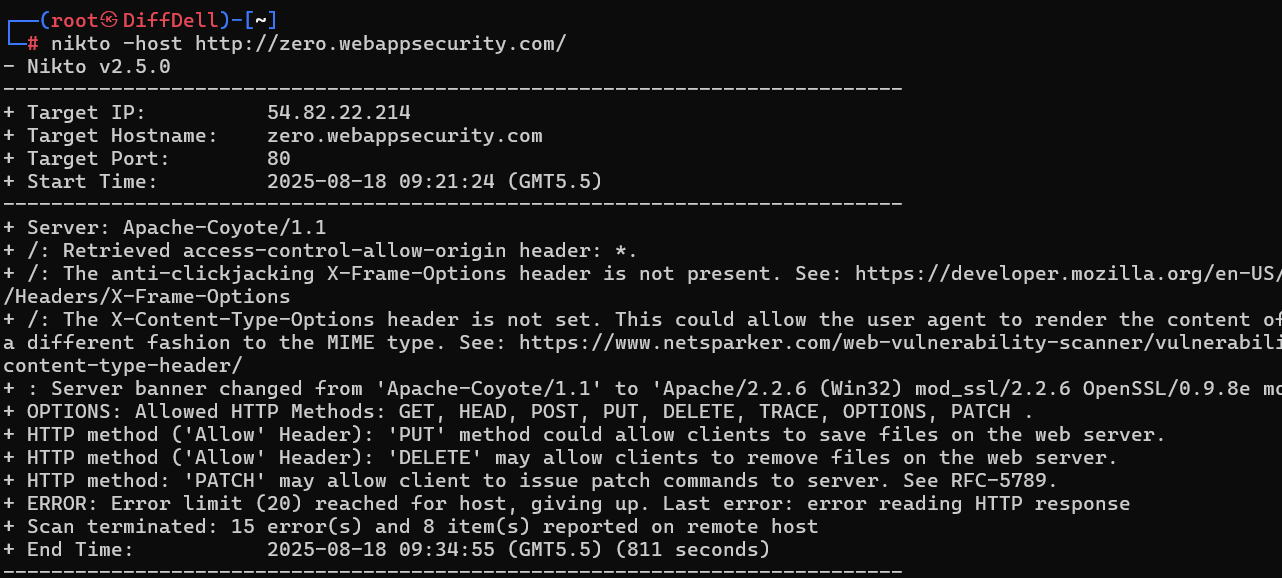 ┌──(root㉿DiffDell)-[~]
└─# nikto -host http://zero.webappsecurity.com/
- Nikto v2.5.0
---------------------------------------------------------------------------
+ Target IP:          54.82.22.214
+ Target Hostname:    zero.webappsecurity.com
+ Target Port:        80
+ Start Time:         2025-08-18 09:21:24 (GMT5.5)
---------------------------------------------------------------------------
+ Server: Apache-Coyote/1.1
+ /: Retrieved access-control-allow-origin header: *.
+ /: The anti-clickjacking X-Frame-Options header is not present. See: https://developer.mozilla.org/en-US/
/Headers/X-Frame-Options
+ /: The X-Content-Type-Options header is not set. This could allow the user agent to render the content of
a different fashion to the MIME type. See: https://www.netsparker.com/web-vulnerability-scanner/vulnerabili
content-type-header/
+ : Server banner changed from 'Apache-Coyote/1.1' to 'Apache/2.2.6 (Win32) mod_ssl/2.2.6 OpenSSL/0.9.8e mo
+ OPTIONS: Allowed HTTP Methods: GET, HEAD, POST, PUT, DELETE, TRACE, OPTIONS, PATCH .
+ HTTP method ('Allow' Header): 'PUT' method could allow clients to save files on the web server.
+ HTTP method ('Allow' Header): 'DELETE' may allow clients to remove files on the web server.
+ HTTP method: 'PATCH' may allow client to issue patch commands to server. See RFC-5789.
+ ERROR: Error limit (20) reached for host, giving up. Last error: error reading HTTP response
+ Scan terminated: 15 error(s) and 8 item(s) reported on remote host
+ End Time:           2025-08-18 09:34:55 (GMT5.5) (811 seconds)
---------------------------------------------------------------------------